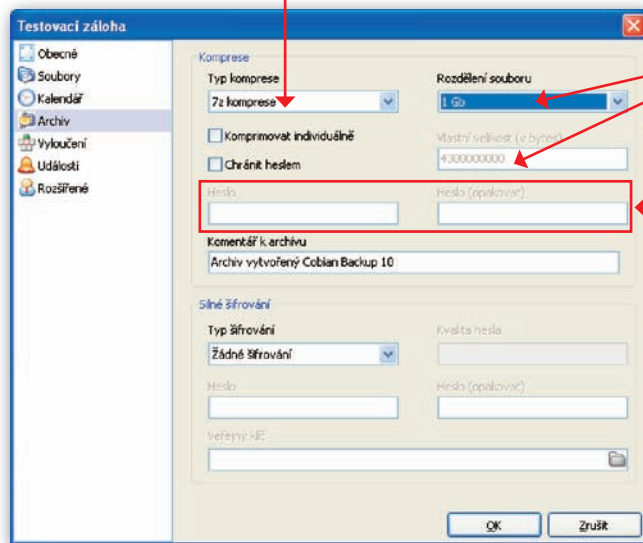 Testovací záloha
Obecné
Soubory
Kalendář
Archiv
Vyloučení
Události
Rozšířené
Komprese
Typ komprese
Rozdělení souboru
7z komprese
1 Gb
Komprimovat individuálně
Vlastní velikost (v bytes)
4300000000
Chránit heslem
Heslo
Heslo (opakovat)
Komentář k archivu
Archiv vytvořený Cobian Backup 10
Silné šifrování
Typ šifrování
Kvalita hesla
Žádné šifrování
Heslo
Heslo (opakovat)
Veřejný klíč
OK
Zrušit